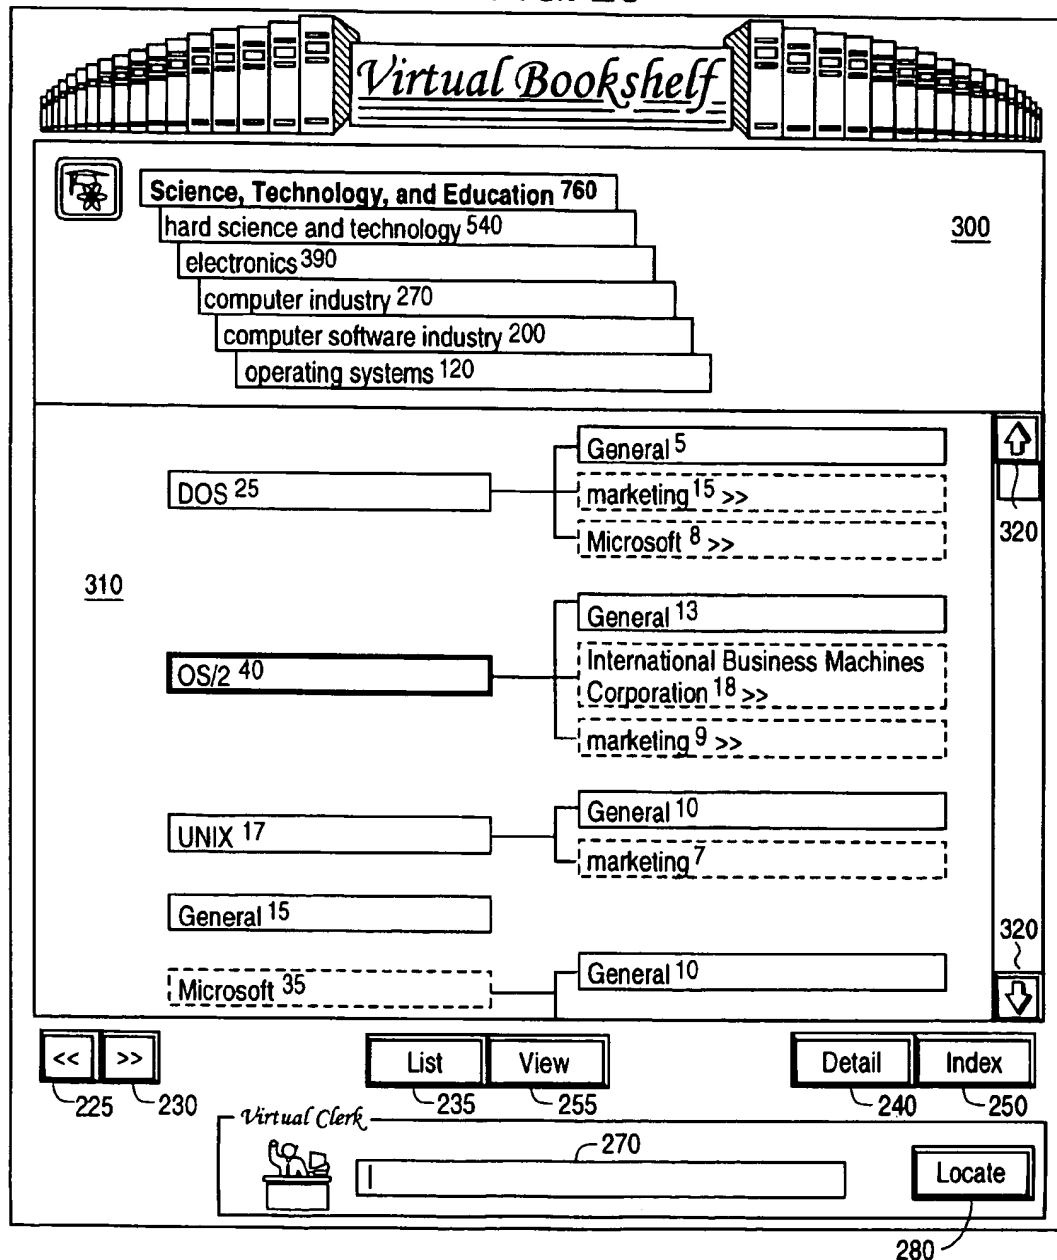 Virtual Bookshelf
Science, Technology, and Education 760
hard science and technology 540
300
electronics 390
computer industry 270
computer software industry 200
operating systems 120
General 5
DOS 25
marketing 15 >>
Microsoft 8 >>
320
310
General 13
OS/2 40
International Business Machines
Corporation 18 >>
marketing 9 >>
General 10
UNIX 17
marketing 7
General 15
320
General 10
Microsoft 35
<< >> List View Detail Index
225 230 235 255 240 250
Virtual Clerk
270
Locate
280